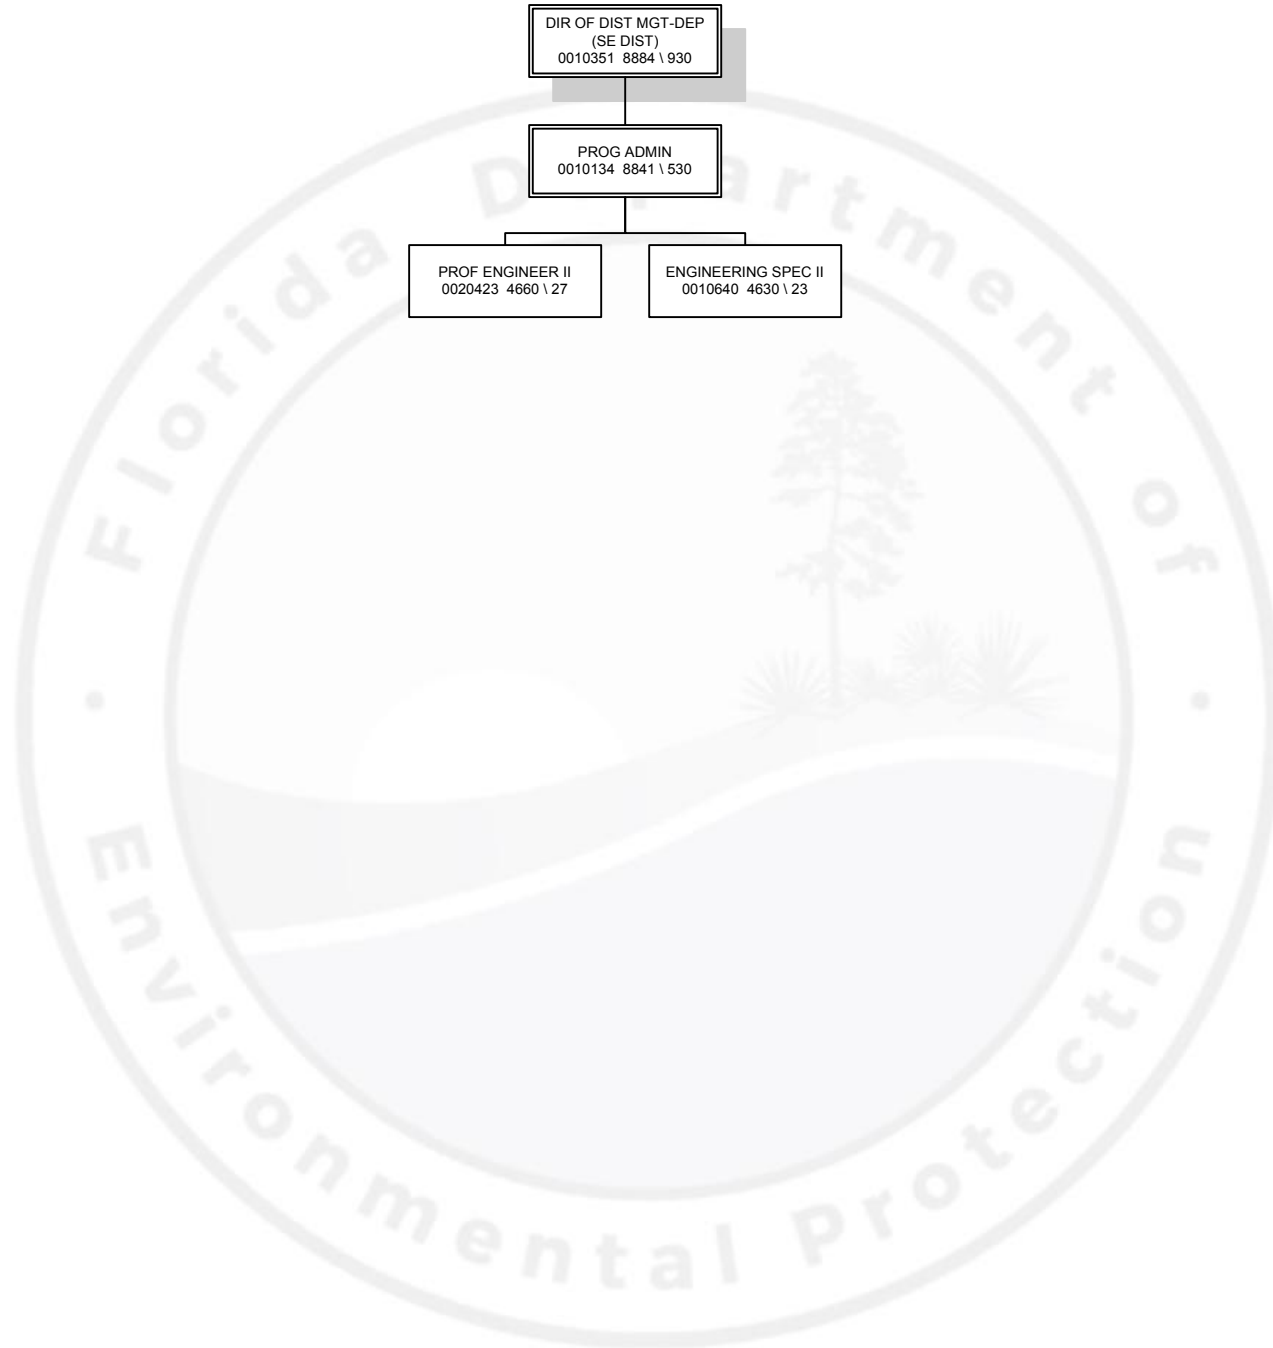 DIR OF DIST MGT-DEP
(SE DIST)
0010351 8884 \ 930
PROG ADMIN
0010134 8841 \ 530
PROF ENGINEER II
0020423 4660 \ 27
ENGINEERING SPEC II
0010640 4630 \ 23
Florida Department of
Environmental Protection